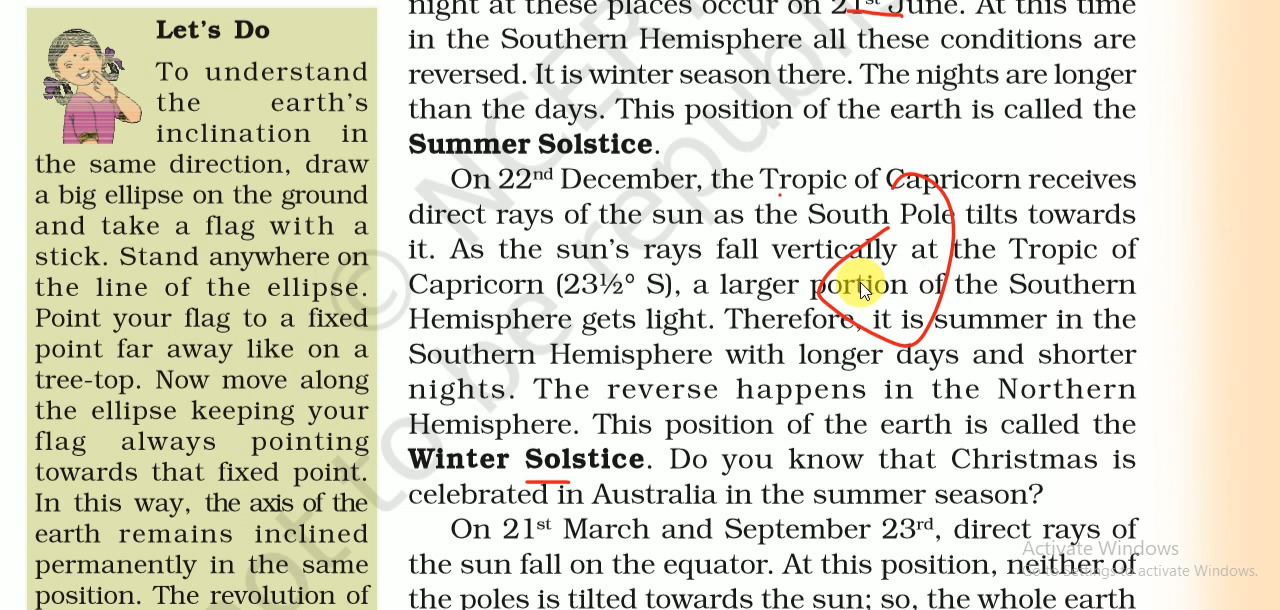 Let's Do
To understand
the earth's
inclination in
the same direction, draw
a big ellipse on the ground
and take a flag with a
stick. Stand anywhere on
the line of the ellipse.
Point your flag to a fixed
point far away like on a
tree-top. Now move along
the ellipse keeping your
flag always pointing
towards that fixed point.
In this way, the axis of the
earth remains inclined
permanently in the same
position. The revolution of
night at these places occur on 21st June. At this time
in the Southern Hemisphere all these conditions are
reversed. It is winter season there. The nights are longer
than the days. This position of the earth is called the
Summer Solstice.
On 22nd December, the Tropic of Capricorn receives
direct rays of the sun as the South Pole tilts towards
it. As the sun's rays fall vertically at the Tropic of
Capricorn (23½° S), a larger portion of the Southern
Hemisphere gets light. Therefore, it is summer in the
Southern Hemisphere with longer days and shorter
nights. The reverse happens in the Northern
Hemisphere. This position of the earth is called the
Winter Solstice. Do you know that Christmas is
celebrated in Australia in the summer season?
On 21st March and September 23rd, direct rays of
the sun fall on the equator. At this position, neither of
the poles is tilted towards the sun; so, the whole earth
© NCER
not to be republi
Activate Windows
Go to Settings to activate Windows.